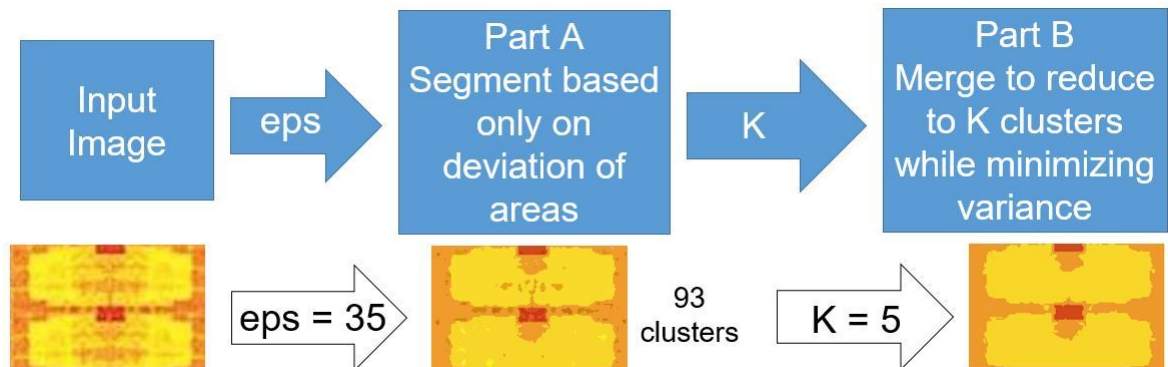 Input
Image
eps
Part A
Segment based
only on
deviation of
areas
K
Part B
Merge to reduce
to K clusters
while minimizing
variance
eps = 35
93
clusters
K = 5